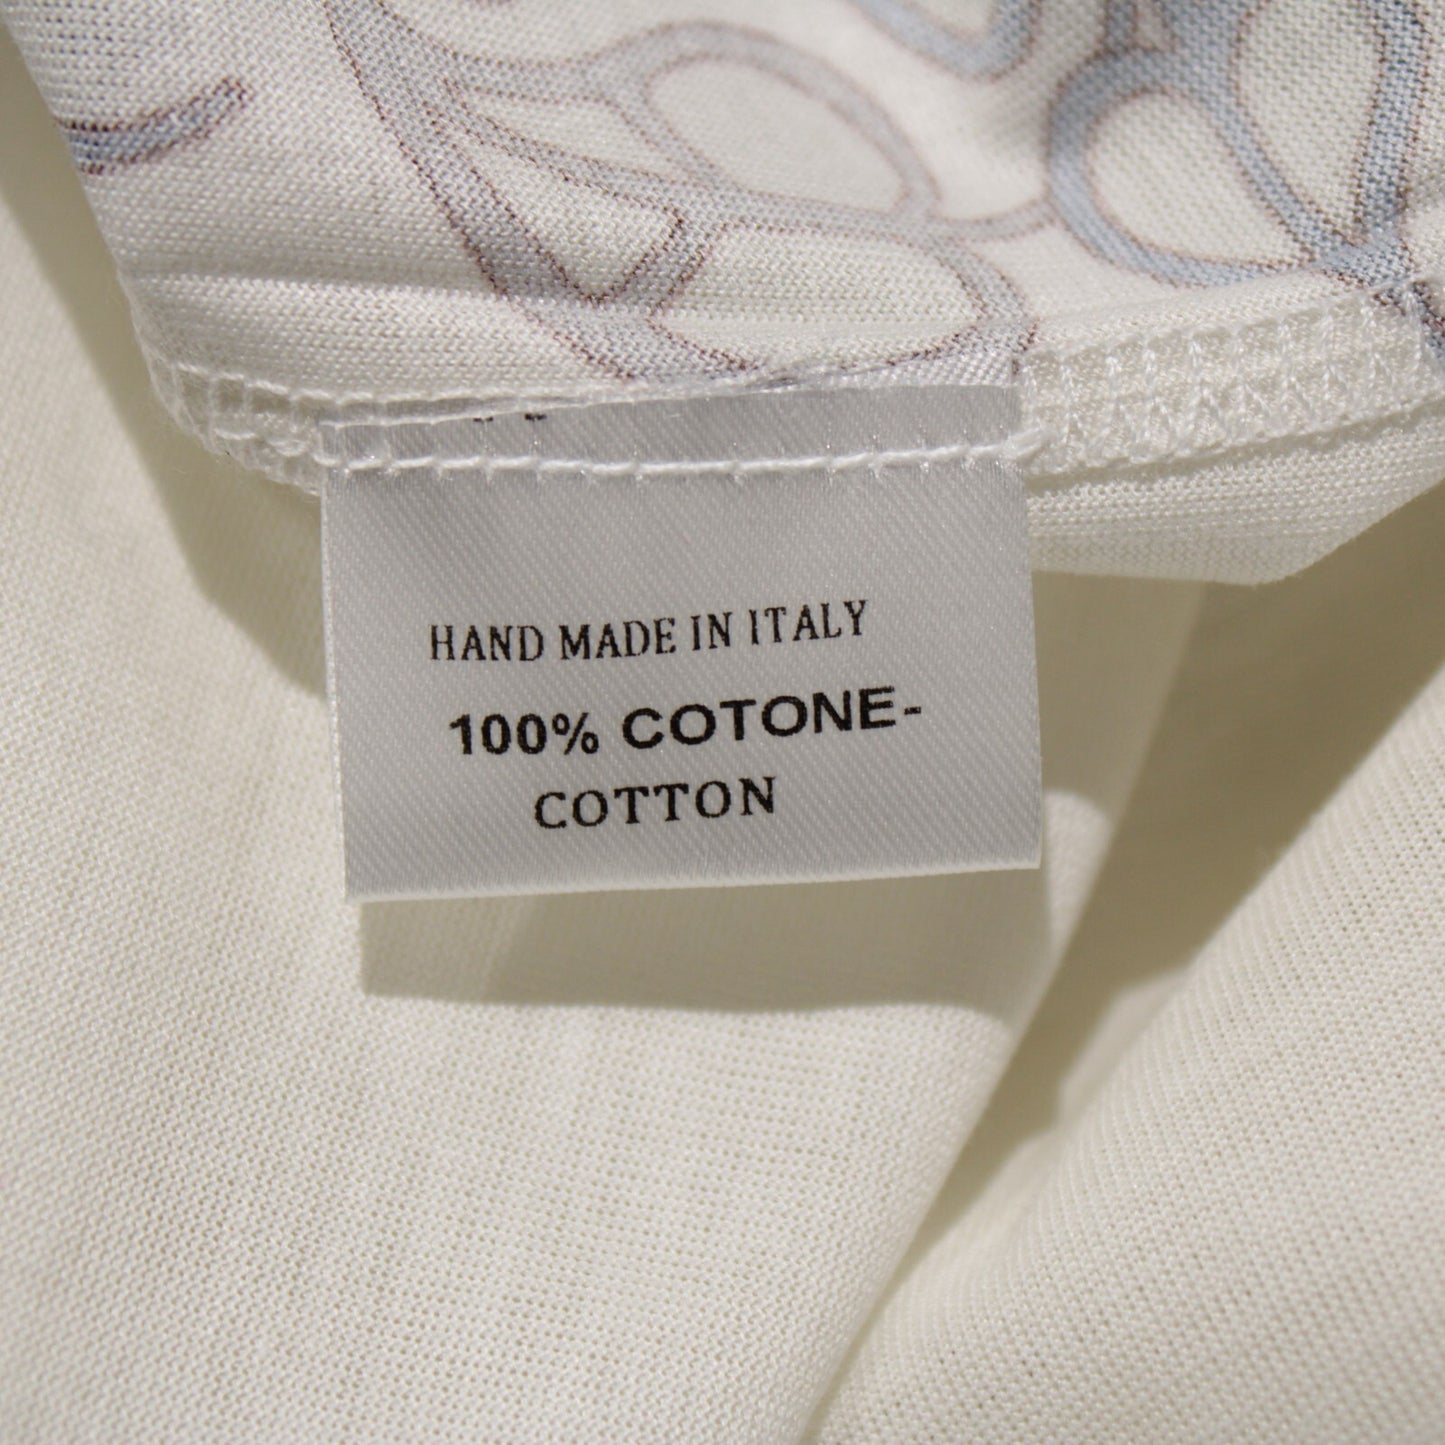 HAND MADE IN ITALY
100% COTONE-
COTTON